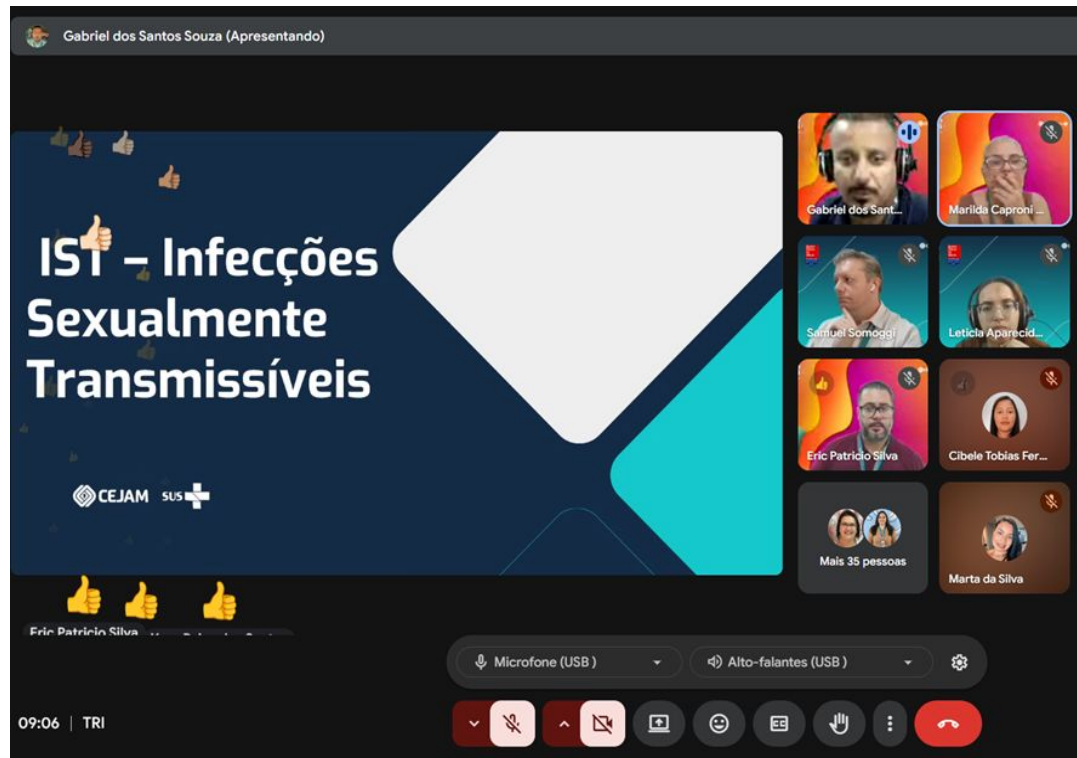 Gabriel dos Santos Souza (Apresentando)
IST – Infecções
Sexualmente
Transmissíveis
CEJAM SUS
Gabriel dos Sant...
Marilda Caproni ...
Samuel Somoggi
Leticia Aparecid...
Eric Patricio Silva
Cibele Tobias Fer...
Mais 35 pessoas
Marta da Silva
Eric Patricio Silva
Microfone (USB )
Alto-falantes (USB )
09:06 | TRI